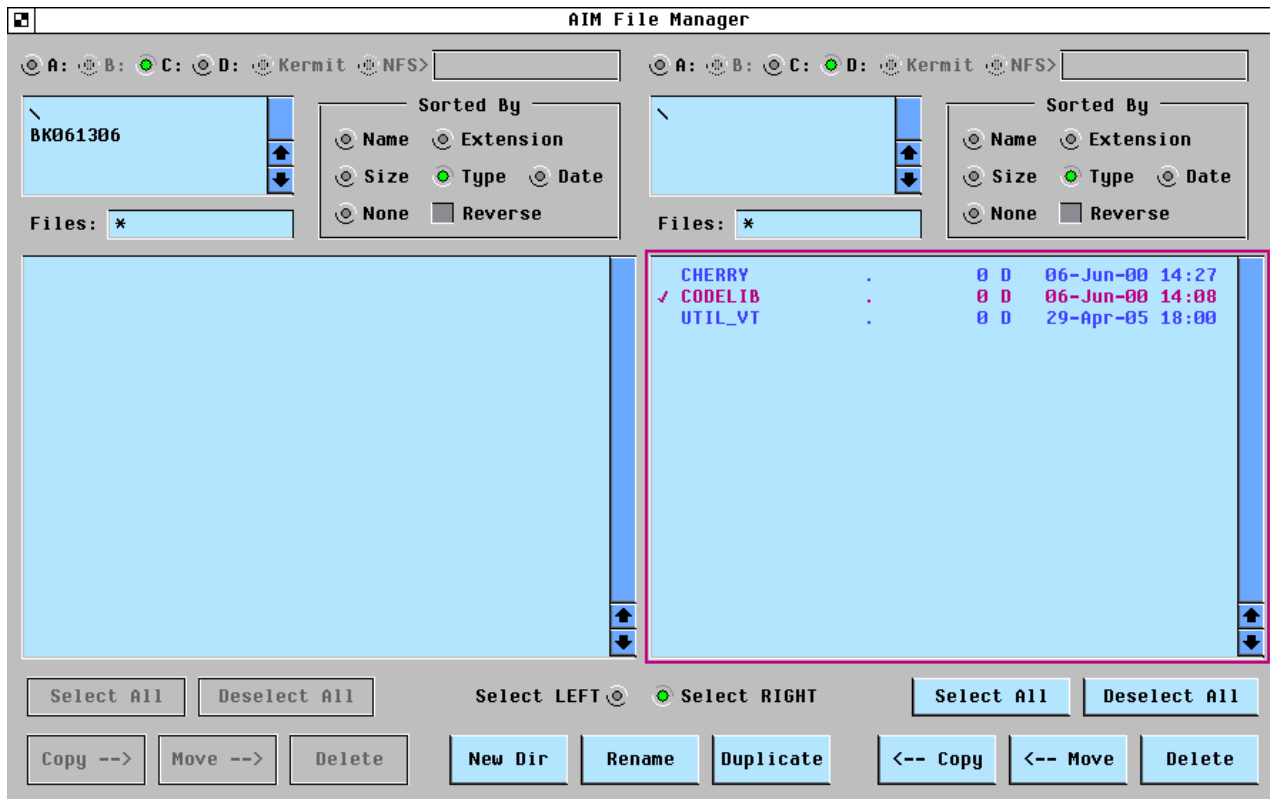 AIM File Manager
A: B: C: D: Kermit NFS> A: B: C: D: Kermit NFS>
\ Sorted By \ Sorted By
BK061306 Name Extension Name Extension
Size Type Date Size Type Date
Files: * None Reverse Files: * None Reverse
CHERRY . 0 D 06-Jun-00 14:27
✓ CODELIB . 0 D 06-Jun-00 14:08
UTIL_VT . 0 D 29-Apr-05 18:00
Select All Deselect All Select LEFT Select RIGHT Select All Deselect All
Copy --> Move --> Delete New Dir Rename Duplicate <-- Copy <-- Move Delete